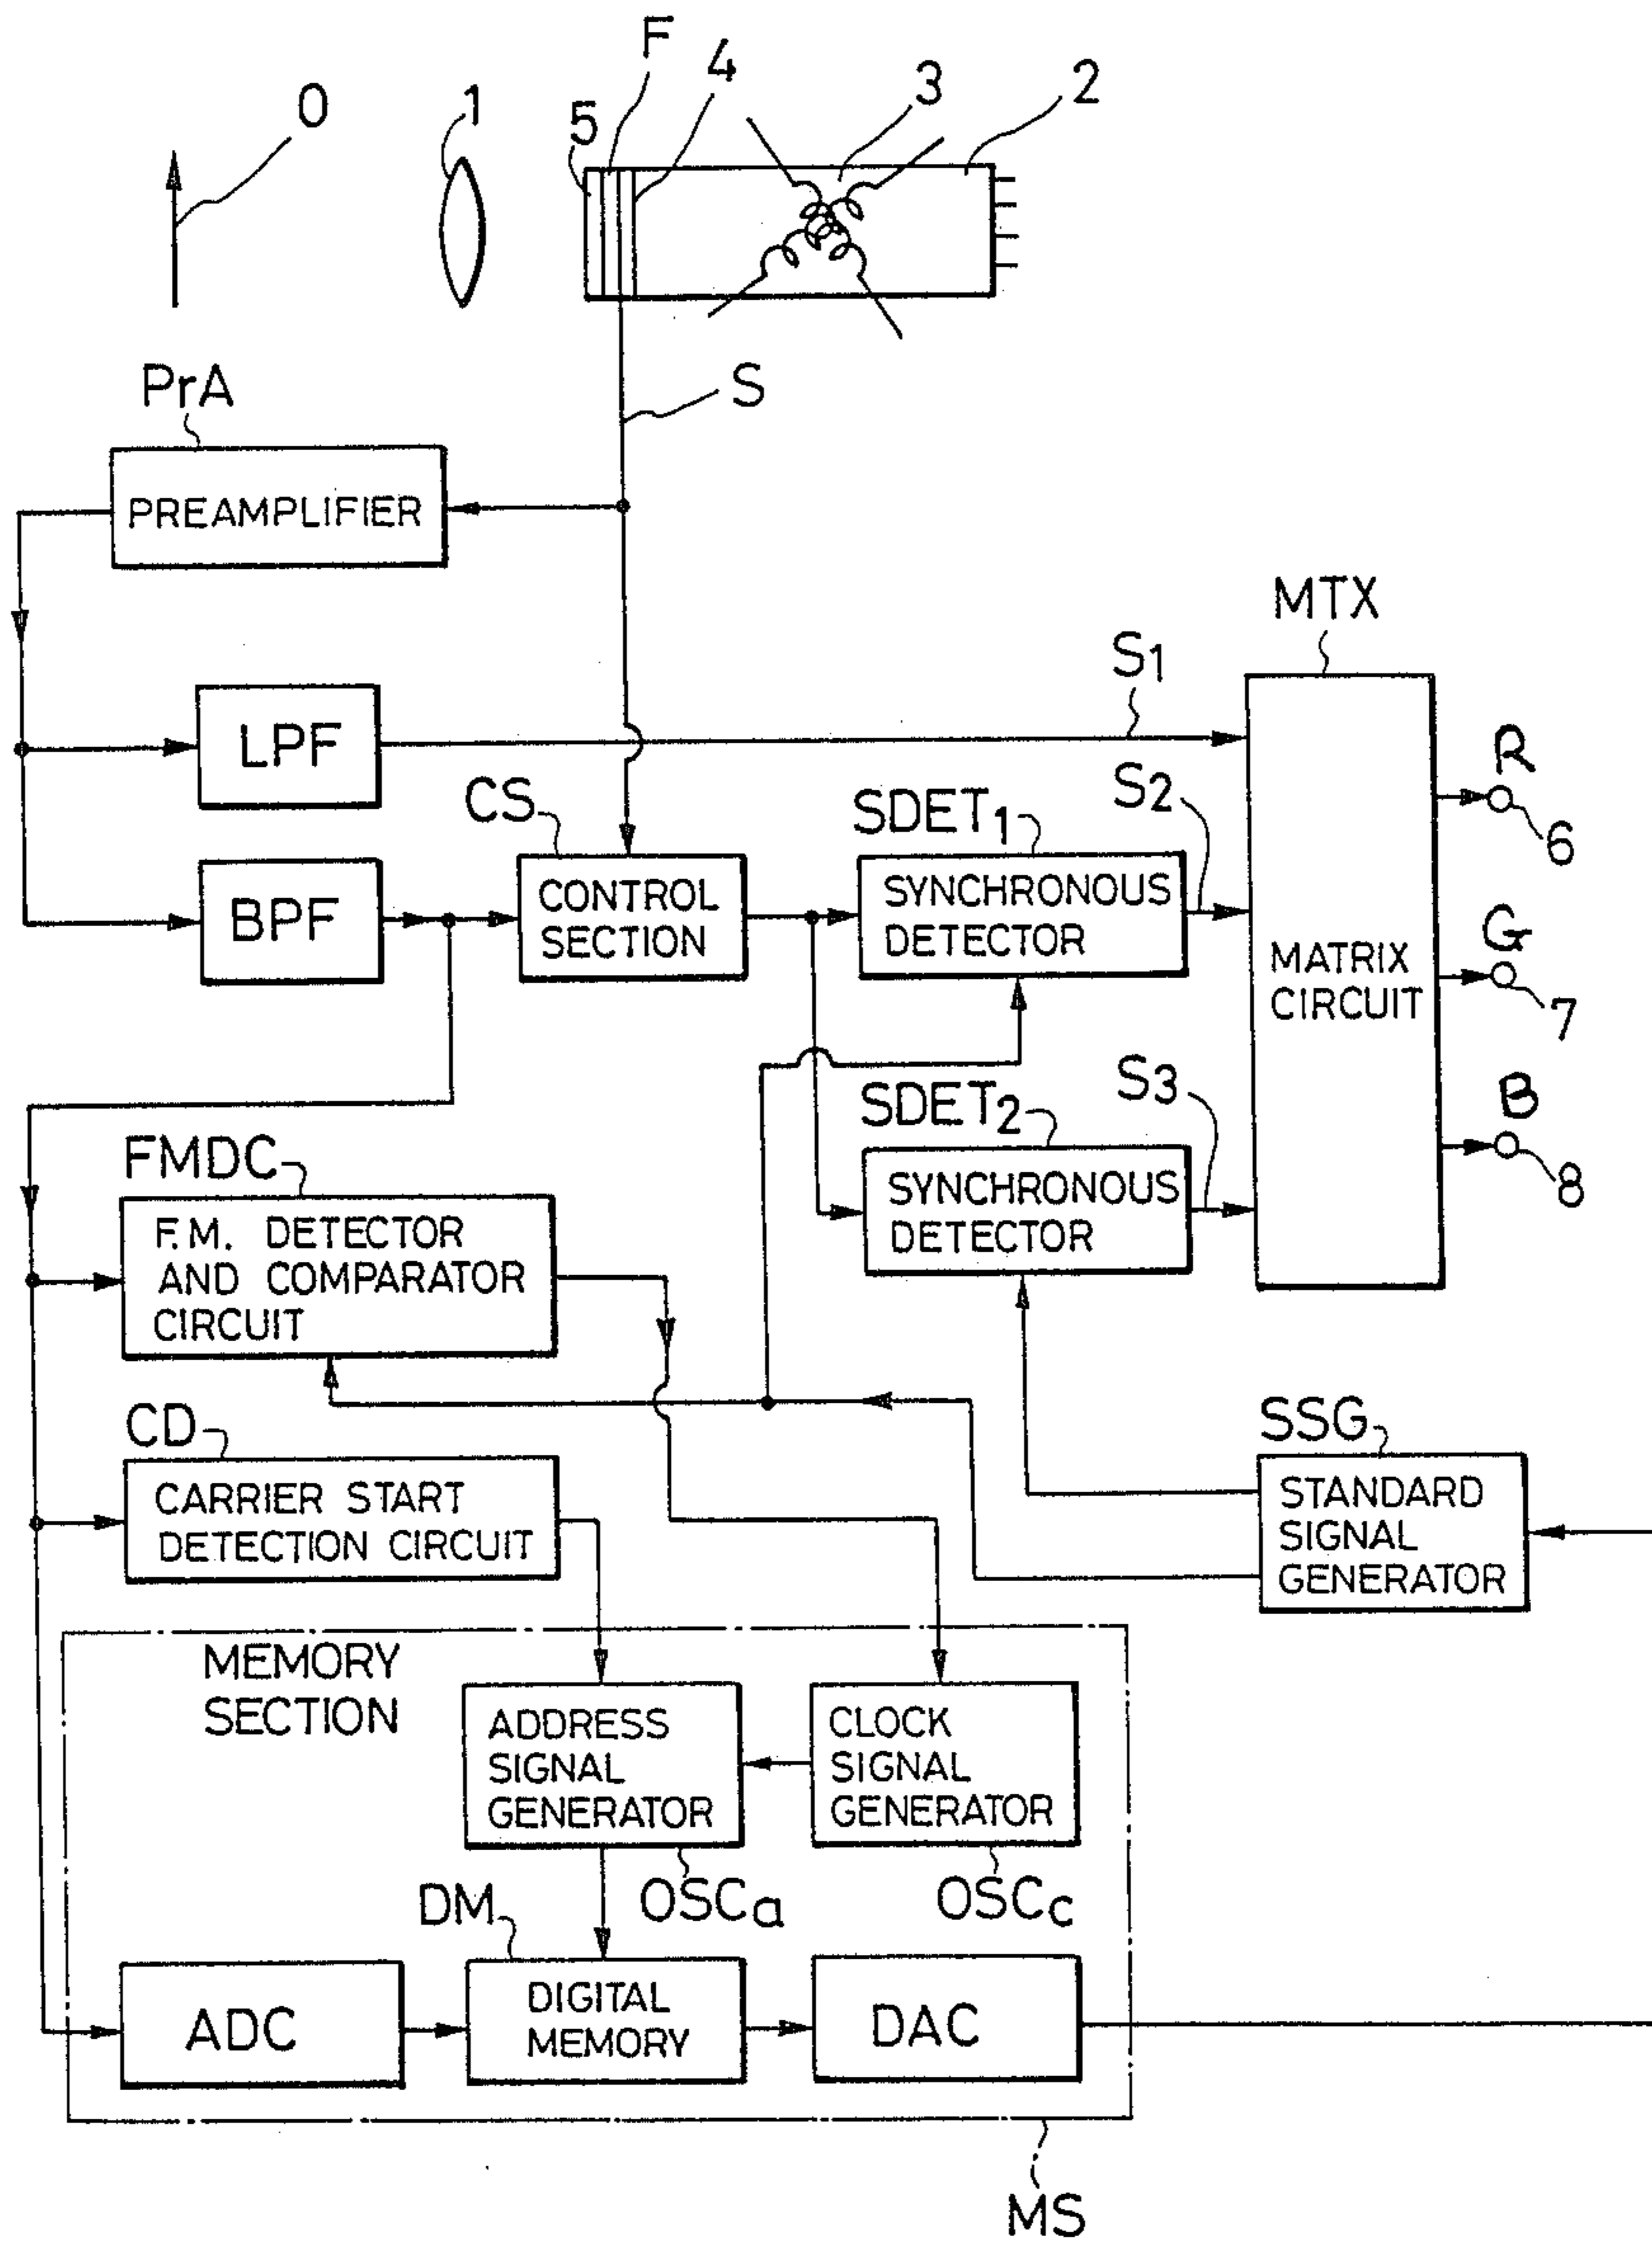 F
O
1
5
4
3
2
PrA
S
PREAMPLIFIER
MTX
S1
LPF
R
6
CS
SDET1
S2
CONTROL
SECTION
SYNCHRONOUS
DETECTOR
BPF
MATRIX
CIRCUIT
G
7
SDET2
S3
B
8
FMDC
F.M. DETECTOR
AND COMPARATOR
CIRCUIT
SYNCHRONOUS
DETECTOR
CD
SSG
CARRIER START
DETECTION CIRCUIT
STANDARD
SIGNAL
GENERATOR
MEMORY
SECTION
ADDRESS
SIGNAL
GENERATOR
CLOCK
SIGNAL
GENERATOR
DM
OSCa
OSCc
ADC
DIGITAL
MEMORY
DAC
MS